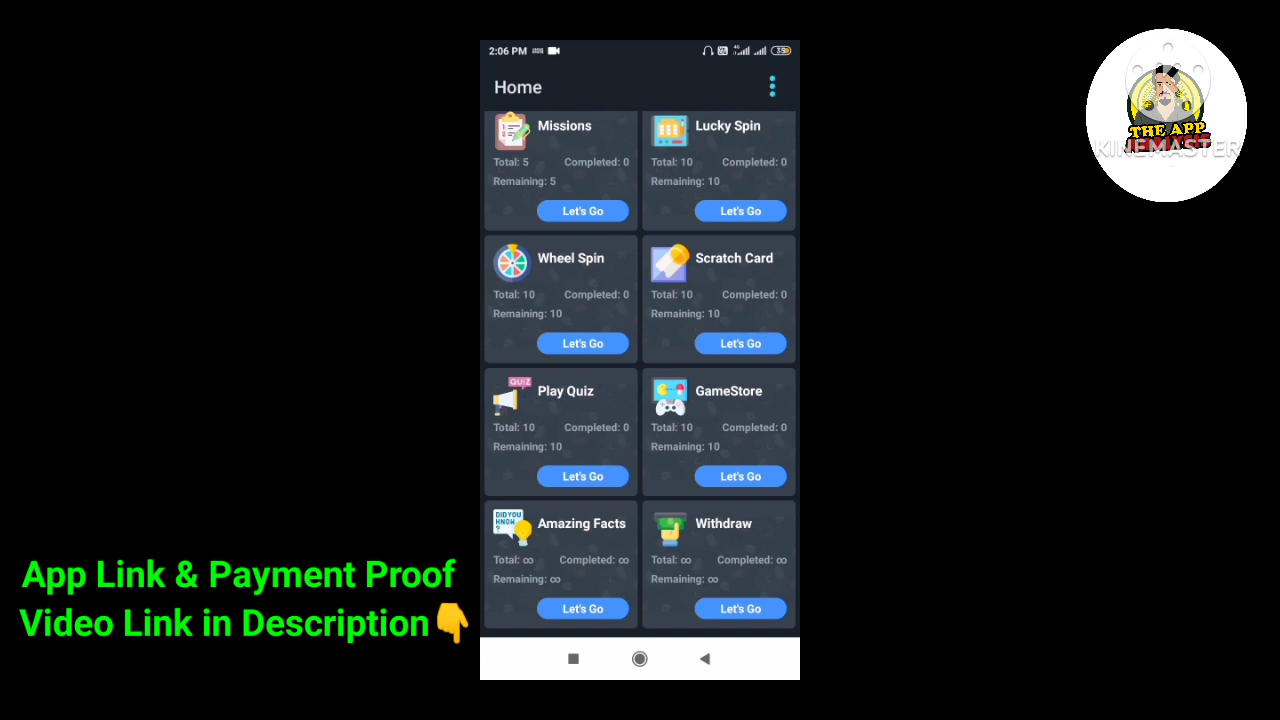 2:06 PM
4G
35
Home
Missions
Total: 5 Completed: 0
Remaining: 5
Let's Go
Lucky Spin
Total: 10 Completed: 0
Remaining: 10
Let's Go
Wheel Spin
Total: 10 Completed: 0
Remaining: 10
Let's Go
Scratch Card
Total: 10 Completed: 0
Remaining: 10
Let's Go
QUIZ
Play Quiz
Total: 10 Completed: 0
Remaining: 10
Let's Go
GameStore
Total: 10 Completed: 0
Remaining: 10
Let's Go
DID YOU
KNOW
?
Amazing Facts
Total: ∞ Completed: ∞
Remaining: ∞
Let's Go
Withdraw
Total: ∞ Completed: ∞
Remaining: ∞
Let's Go
App Link & Payment Proof
Video Link in Description👇
THE APP
KINEMASTER